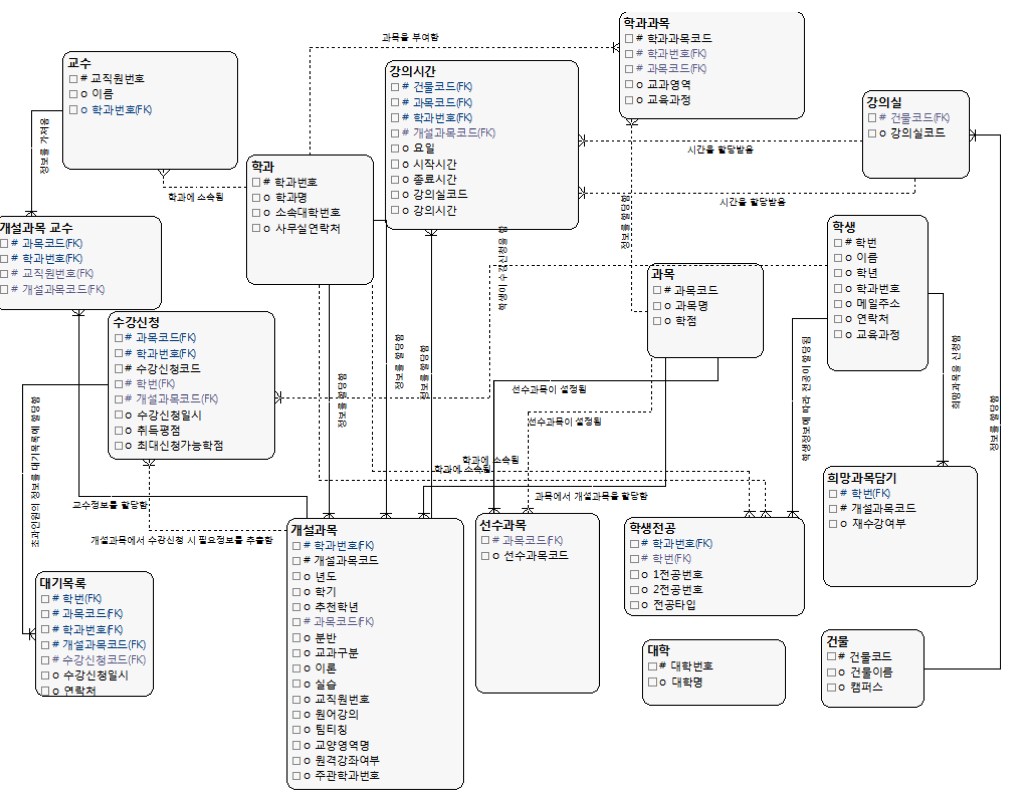 학과과목
# 학과과목코드
# 학과번호(FK)
# 과목코드(FK)
o 교과영역
o 교육과정
과목을 부여함
교수
# 교직원번호
o 이름
o 학과번호(FK)
강의시간
# 건물코드(FK)
# 과목코드(FK)
# 학과번호(FK)
# 개설과목코드(FK)
o 요일
o 시작시간
o 종료시간
o 강의실코드
o 강의시간
강의실
# 건물코드(FK)
o 강의실코드
시간을 할당받음
시간을 할당받음
정보를 가져옴
학과에 소속됨
학과
# 학과번호
o 학과명
o 소속대학번호
o 사무실연락처
개설과목 교수
# 과목코드(FK)
# 학과번호(FK)
# 교직원번호(FK)
# 개설과목코드(FK)
학생
# 학번
o 이름
o 학년
o 학과번호
o 메일주소
o 연락처
o 교육과정
정보를 할당함
학생이 수강신청을 함
과목
# 과목코드
o 과목명
o 학점
수강신청
# 과목코드(FK)
# 학과번호(FK)
# 수강신청코드
# 학번(FK)
# 개설과목코드(FK)
o 수강신청일시
o 취득평점
o 최대신청가능학점
정보를 할당함
정보를 할당함
정보를 할당함
선수과목이 설정됨
선수과목이 설정됨
학생정보에 따라 전공이 할당됨
희망과목을 신청함
정보를 할당함
초과인원의 정보를 대기목록에 할당함
학과에 소속됨
학과에 소속됨
과목에서 개설과목을 할당함
교수정보를 할당함
개설과목에서 수강신청 시 필요정보를 추출함
희망과목담기
# 학번(FK)
# 개설과목코드
o 재수강여부
개설과목
# 학과번호(FK)
# 개설과목코드
o 년도
o 학기
o 추천학년
# 과목코드(FK)
o 분반
o 교과구분
o 이론
o 실습
o 교직원번호
o 원어강의
o 팀티칭
o 교양영역명
o 원격강좌여부
o 주관학과번호
선수과목
# 과목코드(FK)
o 선수과목코드
학생전공
# 학과번호(FK)
# 학번(FK)
o 1전공번호
o 2전공번호
o 전공타입
대기목록
# 학번(FK)
# 과목코드(FK)
# 학과번호(FK)
# 개설과목코드(FK)
# 수강신청코드(FK)
o 수강신청일시
o 연락처
대학
# 대학번호
o 대학명
건물
# 건물코드
o 건물이름
o 캠퍼스